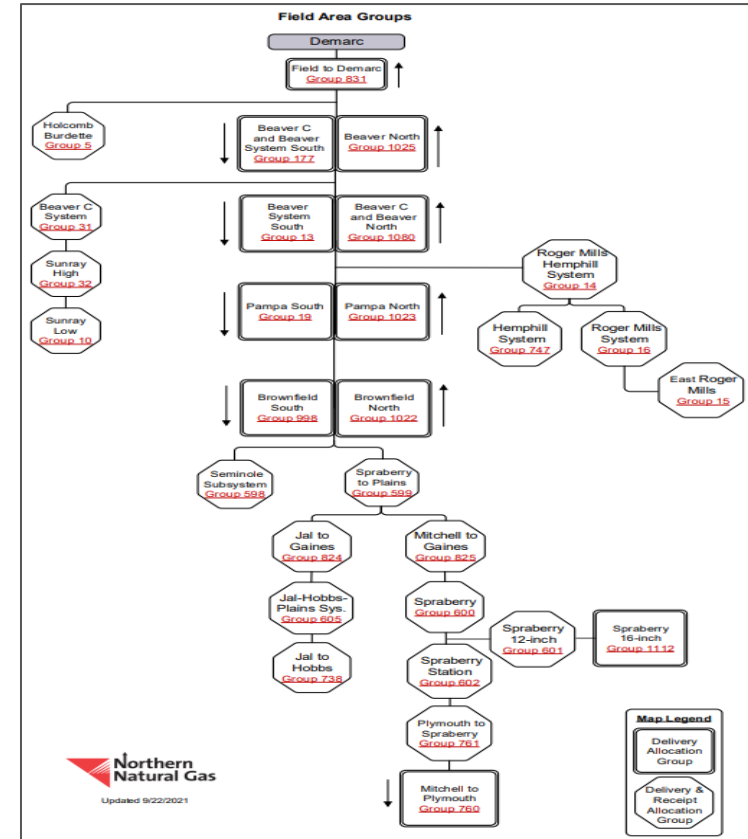 Field Area Groups
Demarc
Field to Demarc
Group 831
Holcomb
Burdette
Group 5
Beaver C
and Beaver
System South
Group 177
Beaver North
Group 1025
Beaver C
System
Group 31
Beaver
System
South
Group 13
Beaver C
and Beaver
North
Group 1080
Sunray
High
Group 32
Roger Mills
Hemphill
System
Group 14
Sunray
Low
Group 10
Pampa South
Group 19
Pampa North
Group 1023
Hemphill
System
Group 747
Roger Mills
System
Group 16
East Roger
Mills
Group 15
Brownfield
South
Group 998
Brownfield
North
Group 1022
Seminole
Subsystem
Group 598
Spraberry
to Plains
Group 599
Jal to
Gaines
Group 824
Mitchell to
Gaines
Group 825
Jal-Hobbs-
Plains Sys.
Group 605
Spraberry
Group 600
Spraberry
12-inch
Group 601
Spraberry
16-inch
Group 1112
Jal to
Hobbs
Group 738
Spraberry
Station
Group 602
Plymouth to
Spraberry
Group 761
Mitchell to
Plymouth
Group 760
Map Legend
Delivery
Allocation
Group
Delivery &
Receipt
Allocation
Group
Northern
Natural Gas
Updated 9/22/2021